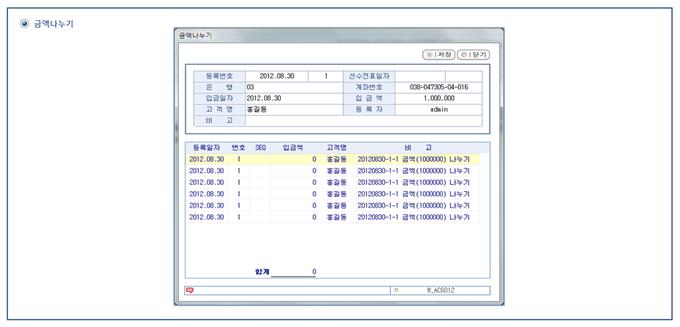 금액나누기
금액나누기
저장 닫기
등록번호 2012.08.30 1 선수전표일자
은 행 03 계좌번호 038-047305-04-016
입금일자 2012.08.30 입 금 액 1,000,000
고 객 명 홍길동 등 록 자 admin
비 고
등록일자 번호 SEQ 입금액 고객명 비 고
2012.08.30 1 0 홍길동 20120830-1-1 금액(1000000) 나누기
2012.08.30 1 0 홍길동 20120830-1-1 금액(1000000) 나누기
2012.08.30 1 0 홍길동 20120830-1-1 금액(1000000) 나누기
2012.08.30 1 0 홍길동 20120830-1-1 금액(1000000) 나누기
2012.08.30 1 0 홍길동 20120830-1-1 금액(1000000) 나누기
2012.08.30 1 0 홍길동 20120830-1-1 금액(1000000) 나누기
합계 0
W_AC6012